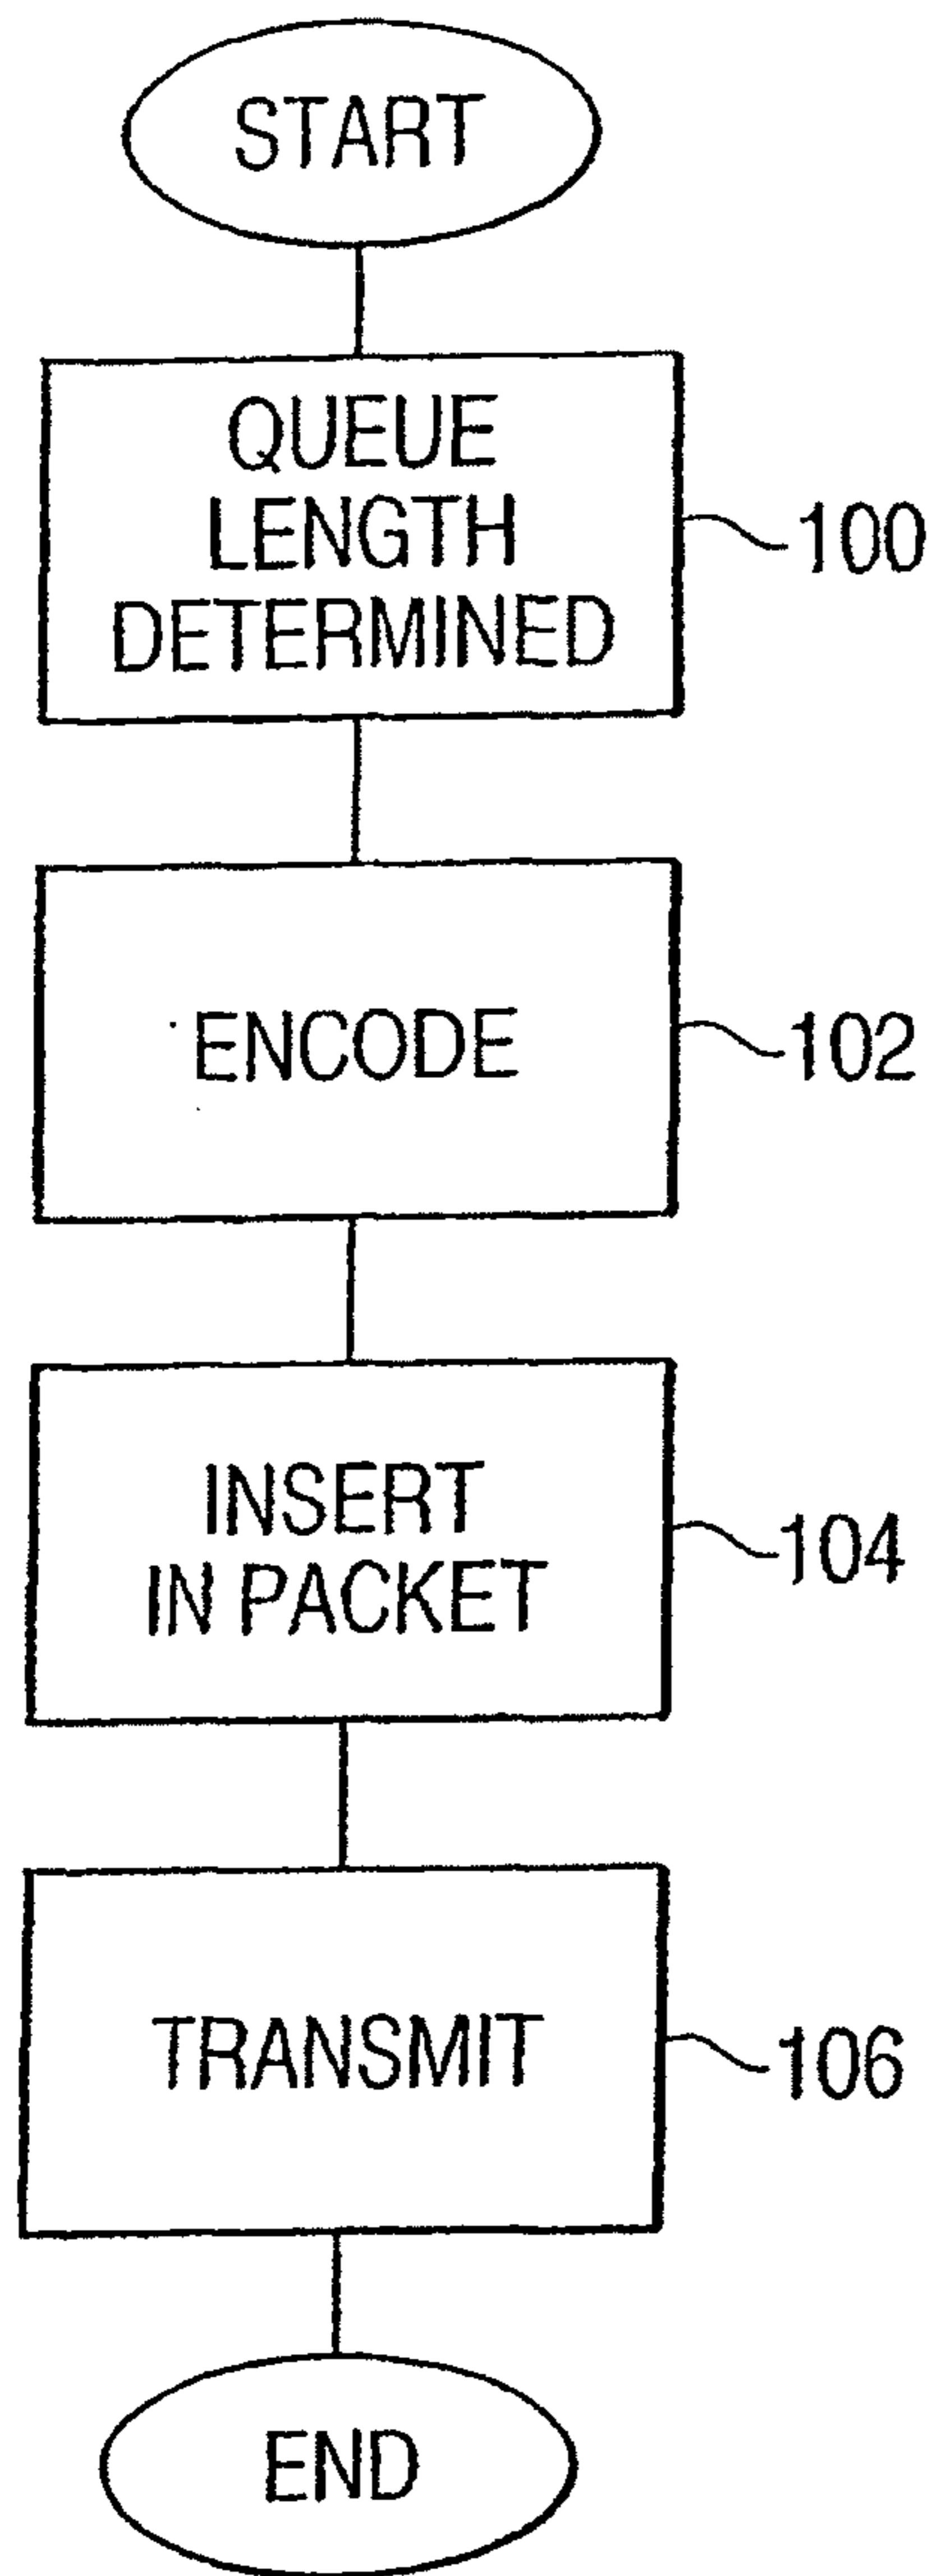 START
QUEUE
LENGTH
DETERMINED
100
ENCODE
102
INSERT
IN PACKET
104
TRANSMIT
106
END